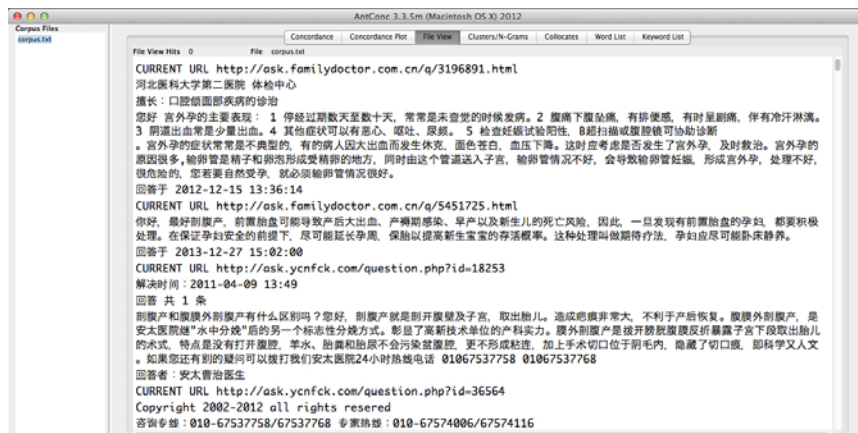 AntConc 3.3.5m (Macintosh OS X) 2012
Corpus Files
corpus.txt
Concordance Concordance Plot File View Clusters/N-Grams Collocates Word List Keyword List
File View Hits 0 File corpus.txt
CURRENT URL http://ask.familydoctor.com.cn/q/3196891.html
河北医科大学第二医院 体检中心
擅长：口腔颌面部疾病的诊治
您好 宫外孕的主要表现： 1 停经过期数天至数十天, 常常是未查觉的时候发病。2 腹痛下腹坠痛, 有排便感, 有时呈剧痛, 伴有冷汗淋漓。
3 阴道出血常是少量出血。4 其他症状可以有恶心、呕吐、尿频。 5 检查妊娠试验阳性, B超扫描或腹腔镜可协助诊断
。宫外孕的症状常常是不典型的, 有的病人因大出血而发生休克, 面色苍白, 血压下降。这时应考虑是否发生了宫外孕, 及时救治。宫外孕的
原因很多,输卵管是精子和卵泡形成受精卵的地方, 同时由这个管道送入子宫, 输卵管情况不好, 会导致输卵管妊娠, 形成宫外孕, 处理不好,
很危险的, 您若要自然受孕, 就必须输卵管情况很好。
回答于 2012-12-15 13:36:14
CURRENT URL http://ask.familydoctor.com.cn/q/5451725.html
你好, 最好剖腹产, 前置胎盘可能导致产后大出血、产褥期感染、早产以及新生儿的死亡风险, 因此, 一旦发现有前置胎盘的孕妇, 都要积极
处理。在保证孕妇安全的前提下, 尽可能延长孕周, 保胎以提高新生宝宝的存活概率。这种处理叫做期待疗法, 孕妇应尽可能卧床静养。
回答于 2013-12-27 15:02:00
CURRENT URL http://ask.ycnfck.com/question.php?id=18253
解决时间：2011-04-09 13:49
回答 共 1 条
剖腹产和腹膜外剖腹产有什么区别吗？您好, 剖腹产就是剖开腹壁及子宫, 取出胎儿。造成疤痕非常大, 不利于产后恢复。腹膜外剖腹产, 是
安太医院继"水中分娩"后的另一个标志性分娩方式。彰显了高新技术单位的产科实力。膜外剖腹产是拨开膀胱腹膜反折暴露子宫下段取出胎儿
的术式, 特点是没有打开腹腔, 羊水、胎粪和胎尿不会污染盆腹腔, 更不形成粘连, 加上手术切口位于阴毛内, 隐藏了切口痕, 即科学又人文
。如果您还有别的疑问可以拨打我们安太医院24小时热线电话 01067537758 01067537768
回答者：安太曹治医生
CURRENT URL http://ask.ycnfck.com/question.php?id=36564
Copyright 2002-2012 all rights resered
咨询专线：010-67537758/67537768 专家热线：010-67574006/67574116